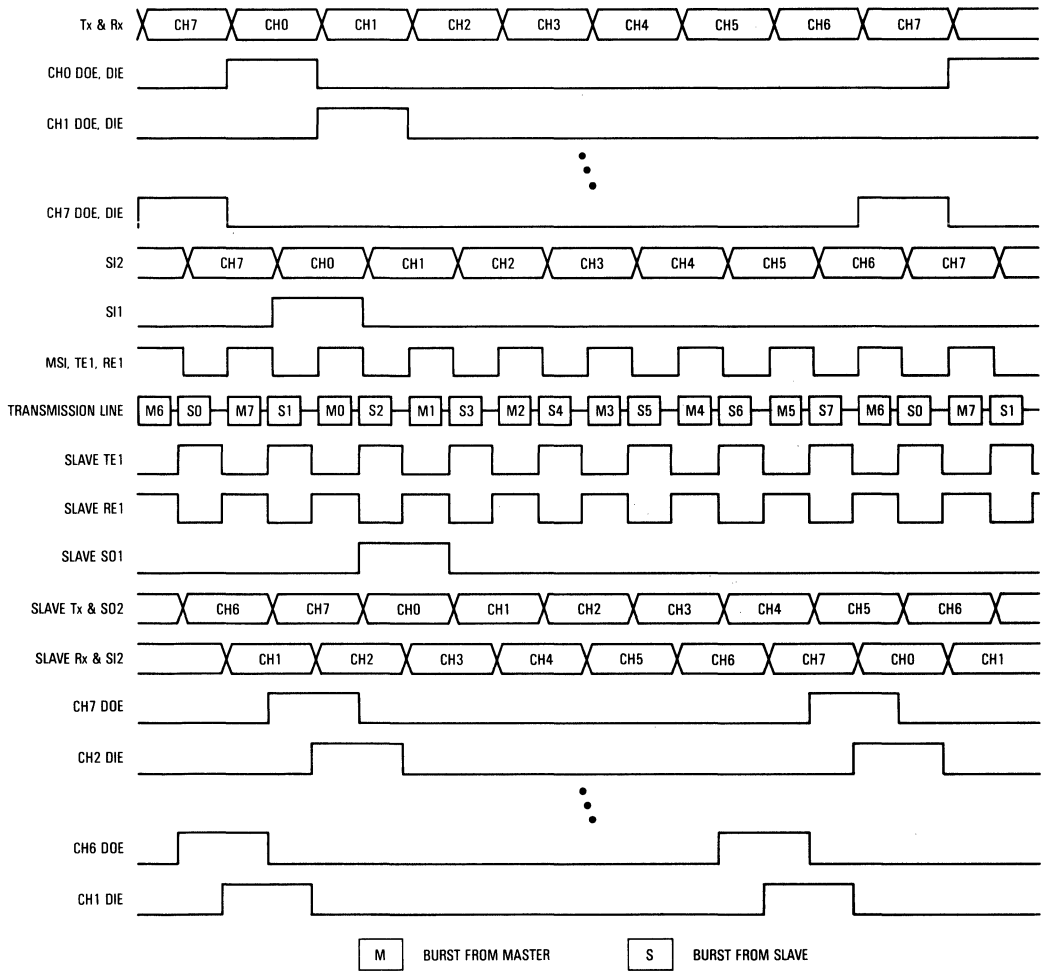 Tx & Rx CH7 CH0 CH1 CH2 CH3 CH4 CH5 CH6 CH7
CH0 DOE, DIE
CH1 DOE, DIE
CH7 DOE, DIE
SI2 CH7 CH0 CH1 CH2 CH3 CH4 CH5 CH6 CH7
SI1
MSI, TE1, RE1
TRANSMISSION LINE M6 S0 M7 S1 M0 S2 M1 S3 M2 S4 M3 S5 M4 S6 M5 S7 M6 S0 M7 S1
SLAVE TE1
SLAVE RE1
SLAVE SO1
SLAVE Tx & SO2 CH6 CH7 CH0 CH1 CH2 CH3 CH4 CH5 CH6
SLAVE Rx & SI2 CH1 CH2 CH3 CH4 CH5 CH6 CH7 CH0 CH1
CH7 DOE
CH2 DIE
CH6 DOE
CH1 DIE
M BURST FROM MASTER S BURST FROM SLAVE